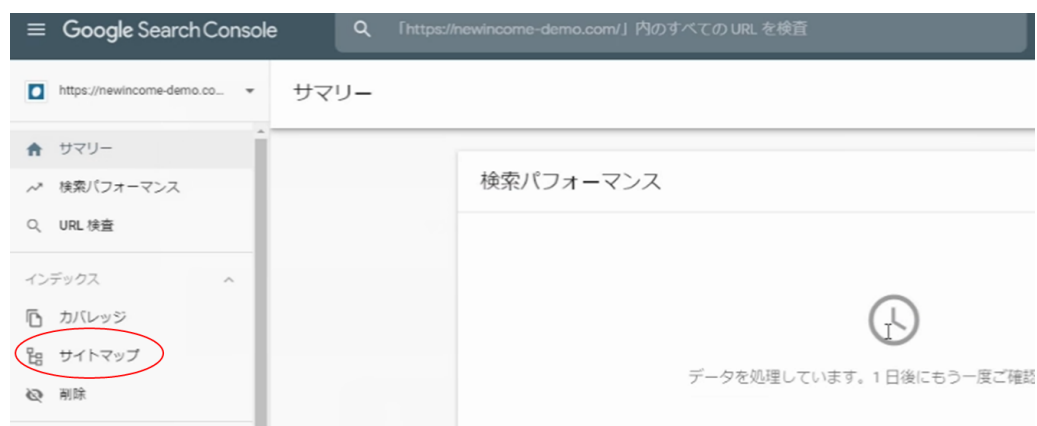 Google Search Console
「https://newincome-demo.com/」内のすべての URL を検査
https://newincome-demo.co...
サマリー
サマリー
検索パフォーマンス
URL 検査
インデックス
カバレッジ
サイトマップ
削除
検索パフォーマンス
データを処理しています。1 日後にもう一度ご確認